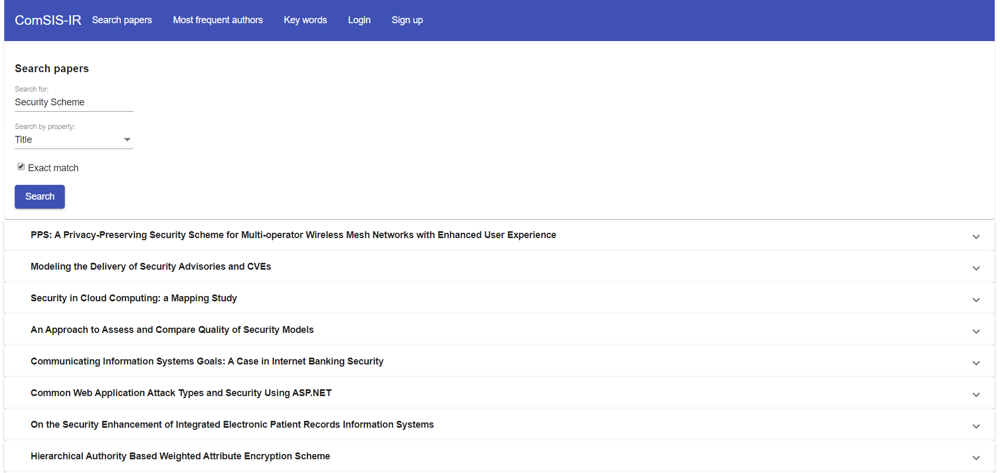 ComSIS-IR Search papers Most frequent authors Key words Login Sign up
Search papers
Search for:
Security Scheme
Search by property:
Title
Exact match
Search
PPS: A Privacy-Preserving Security Scheme for Multi-operator Wireless Mesh Networks with Enhanced User Experience
Modeling the Delivery of Security Advisories and CVEs
Security in Cloud Computing: a Mapping Study
An Approach to Assess and Compare Quality of Security Models
Communicating Information Systems Goals: A Case in Internet Banking Security
Common Web Application Attack Types and Security Using ASP.NET
On the Security Enhancement of Integrated Electronic Patient Records Information Systems
Hierarchical Authority Based Weighted Attribute Encryption Scheme